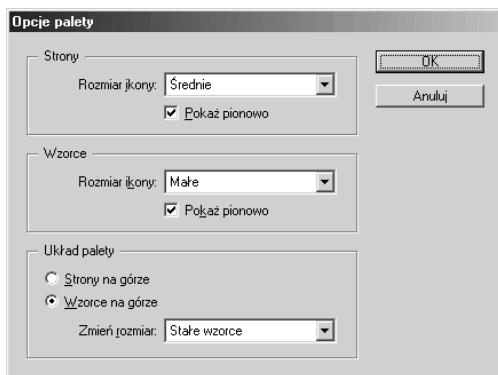 Opcje palety
Strony
Rozmiar ikony: Średnie
Pokaż pionowo
OK
Anuluj
Wzorce
Rozmiar ikony: Małe
Pokaż pionowo
Układ palety
Strony na górze
Wzorce na górze
Zmień rozmiar: Stałe wzorce